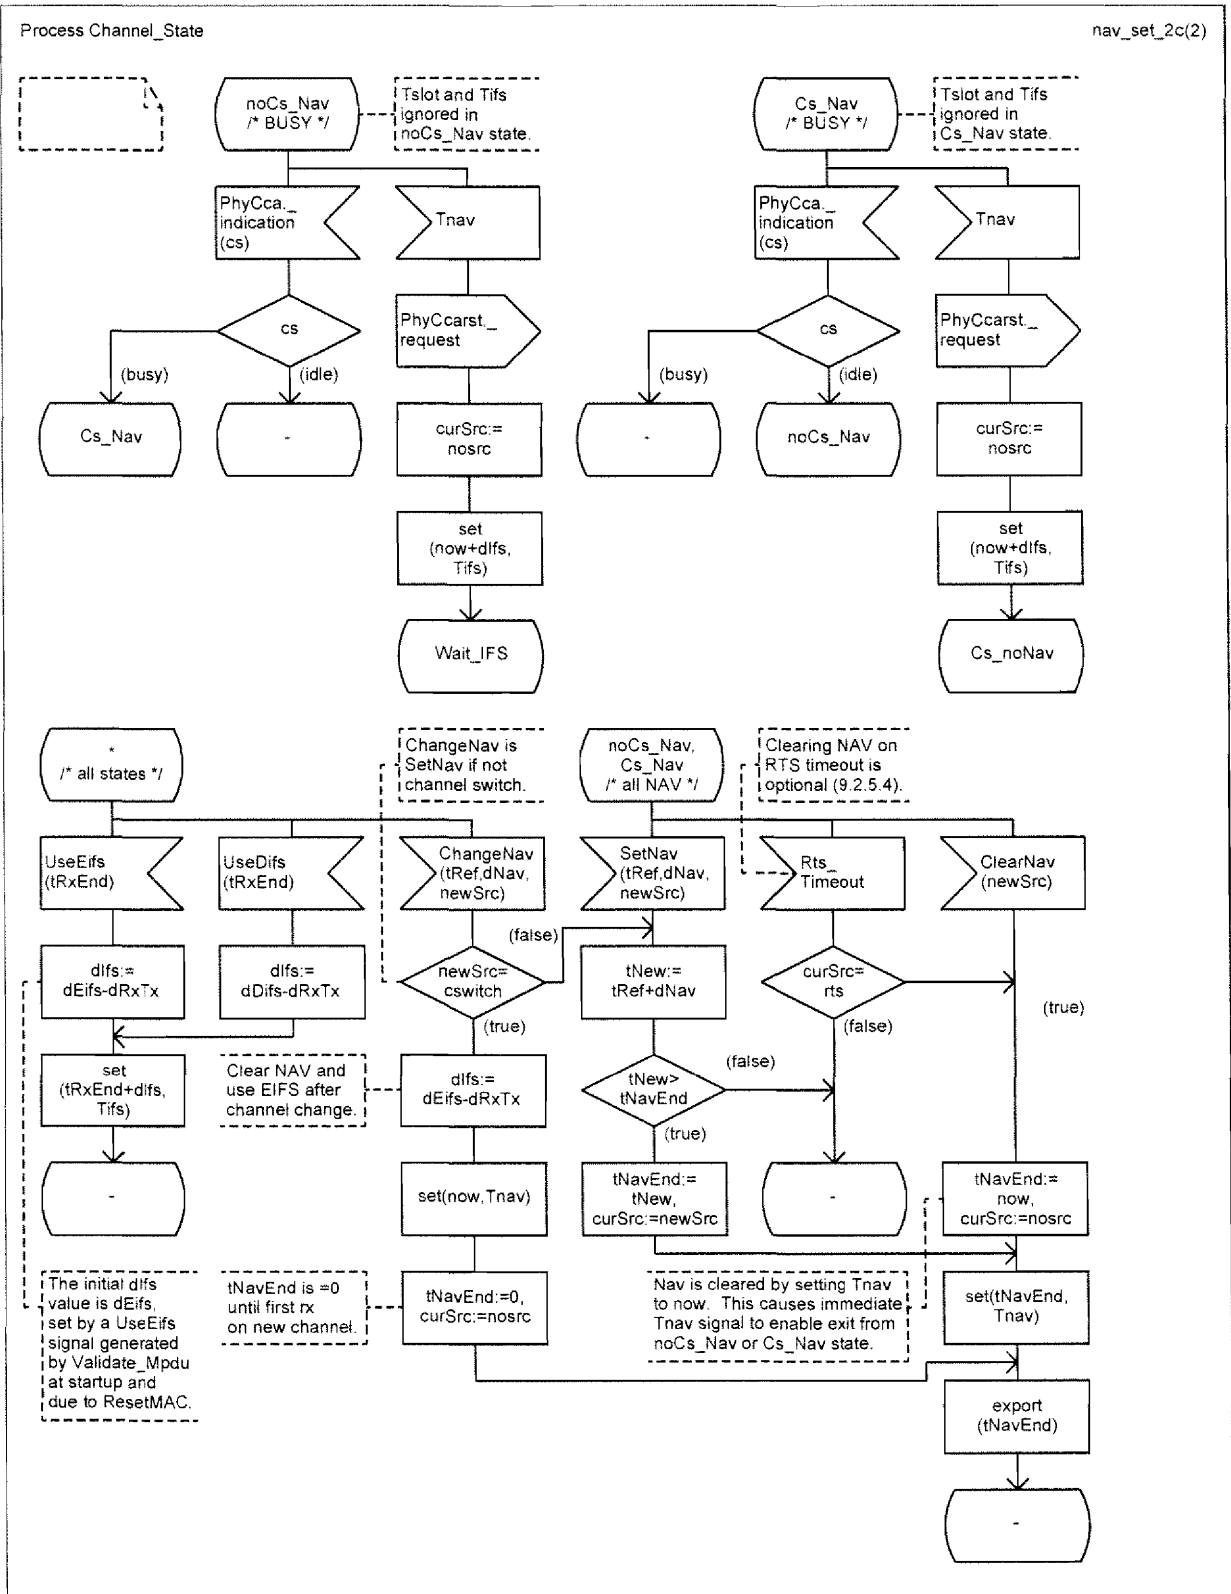 Process Channel_State
nav_set_2c(2)
noCs_Nav
/* BUSY */
Tslot and Tifs
ignored in
noCs_Nav state.
Cs_Nav
/* BUSY */
Tslot and Tifs
ignored in
Cs_Nav state.
PhyCca._
indication
(cs)
Tnav
PhyCca._
indication
(cs)
Tnav
cs
PhyCcarst._
request
cs
PhyCcarst._
request
(busy)
(idle)
(busy)
(idle)
Cs_Nav
-
curSrc:=
nosrc
-
noCs_Nav
curSrc:=
nosrc
set
(now+dIfs,
Tifs)
set
(now+dIfs,
Tifs)
Wait_IFS
Cs_noNav
*
/* all states */
ChangeNav is
SetNav if not
channel switch.
noCs_Nav,
Cs_Nav
/* all NAV */
Clearing NAV on
RTS timeout is
optional (9.2.5.4).
UseEifs
(tRxEnd)
UseDifs
(tRxEnd)
ChangeNav
(tRef,dNav,
newSrc)
SetNav
(tRef,dNav,
newSrc)
Rts_
Timeout
ClearNav
(newSrc)
(false)
dIfs:=
dEifs-dRxTx
dIfs:=
dDifs-dRxTx
newSrc=
cswitch
tNew:=
tRef+dNav
curSrc=
rts
(true)
(true)
(false)
set
(tRxEnd+dIfs,
Tifs)
Clear NAV and
use EIFS after
channel change.
dIfs:=
dEifs-dRxTx
tNew>
tNavEnd
(false)
(true)
-
set(now,Tnav)
tNavEnd:=
tNew,
curSrc:=newSrc
-
tNavEnd:=
now,
curSrc:=nosrc
The initial dIfs
value is dEifs,
set by a UseEifs
signal generated
by Validate_Mpdu
at startup and
due to ResetMAC.
tNavEnd is =0
until first rx
on new channel.
tNavEnd:=0,
curSrc:=nosrc
Nav is cleared by setting Tnav
to now. This causes immediate
Tnav signal to enable exit from
noCs_Nav or Cs_Nav state.
set(tNavEnd,
Tnav)
export
(tNavEnd)
-